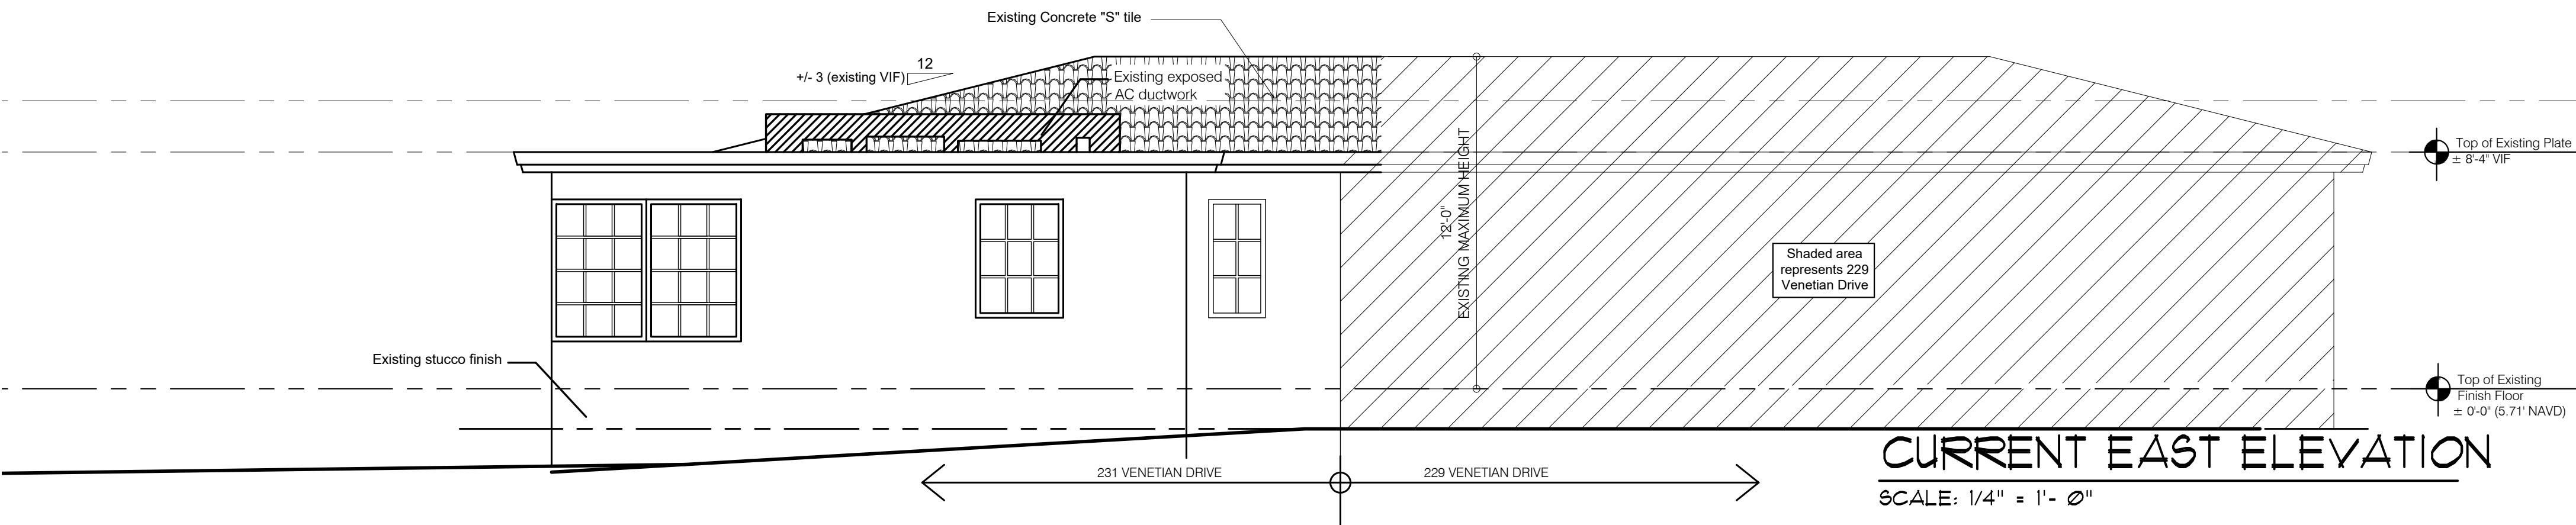 Existing Concrete "S" tile
12
+/- 3 (existing VIF)
Existing exposed
AC ductwork
12'-0"
EXISTING MAXIMUM HEIGHT
Top of Existing Plate
± 8'-4" VIF
Shaded area
represents 229
Venetian Drive
Existing stucco finish
Top of Existing
Finish Floor
± 0'-0" (5.71' NAVD)
231 VENETIAN DRIVE
229 VENETIAN DRIVE
CURRENT EAST ELEVATION
SCALE: 1/4" = 1'- 0"